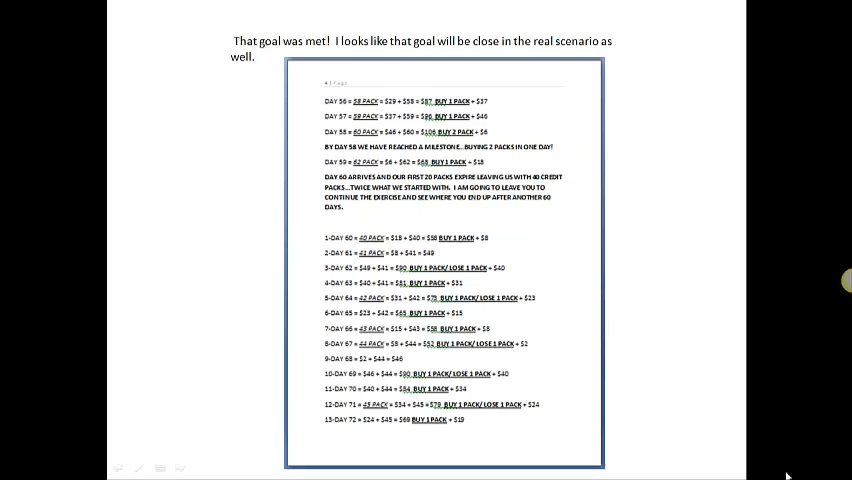 That goal was met! I looks like that goal will be close in the real scenario as
well.
4 | Page
DAY 56 = 58 PACK = $29 + $58 = $87 BUY 1 PACK + $37
DAY 57 = 59 PACK = $37 + $59 = $96 BUY 1 PACK + $46
DAY 58 = 60 PACK = $46 + $60 = $106 BUY 2 PACK + $6
BY DAY 58 WE HAVE REACHED A MILESTONE...BUYING 2 PACKS IN ONE DAY!
DAY 59 = 62 PACK = $6 + $62 = $68 BUY 1 PACK + $18
DAY 60 ARRIVES AND OUR FIRST 20 PACKS EXPIRE LEAVING US WITH 40 CREDIT
PACKS...TWICE WHAT WE STARTED WITH. I AM GOING TO LEAVE YOU TO
CONTINUE THE EXERCISE AND SEE WHERE YOU END UP AFTER ANOTHER 60
DAYS.
1-DAY 60 = 40 PACK = $18 + $40 = $58 BUY 1 PACK + $8
2-DAY 61 = 41 PACK = $8 + $41 = $49
3-DAY 62 = $49 + $41 = $90 BUY 1 PACK/ LOSE 1 PACK + $40
4-DAY 63 = $40 + $41 = $81 BUY 1 PACK + $31
5-DAY 64 = 42 PACK = $31 + $42 = $73 BUY 1 PACK/ LOSE 1 PACK + $23
6-DAY 65 = $23 + $42 = $65 BUY 1 PACK + $15
7-DAY 66 = 43 PACK = $15 + $43 = $58 BUY 1 PACK + $8
8-DAY 67 = 44 PACK = $8 + $44 = $52 BUY 1 PACK/ LOSE 1 PACK + $2
9-DAY 68 = $2 + $44 = $46
10-DAY 69 = $46 + $44 = $90 BUY 1 PACK/ LOSE 1 PACK + $40
11-DAY 70 = $40 + $44 = $84 BUY 1 PACK + $34
12-DAY 71 = 45 PACK = $34 + $45 = $79 BUY 1 PACK/ LOSE 1 PACK + $24
13-DAY 72 = $24 + $45 = $69 BUY 1PACK + $19